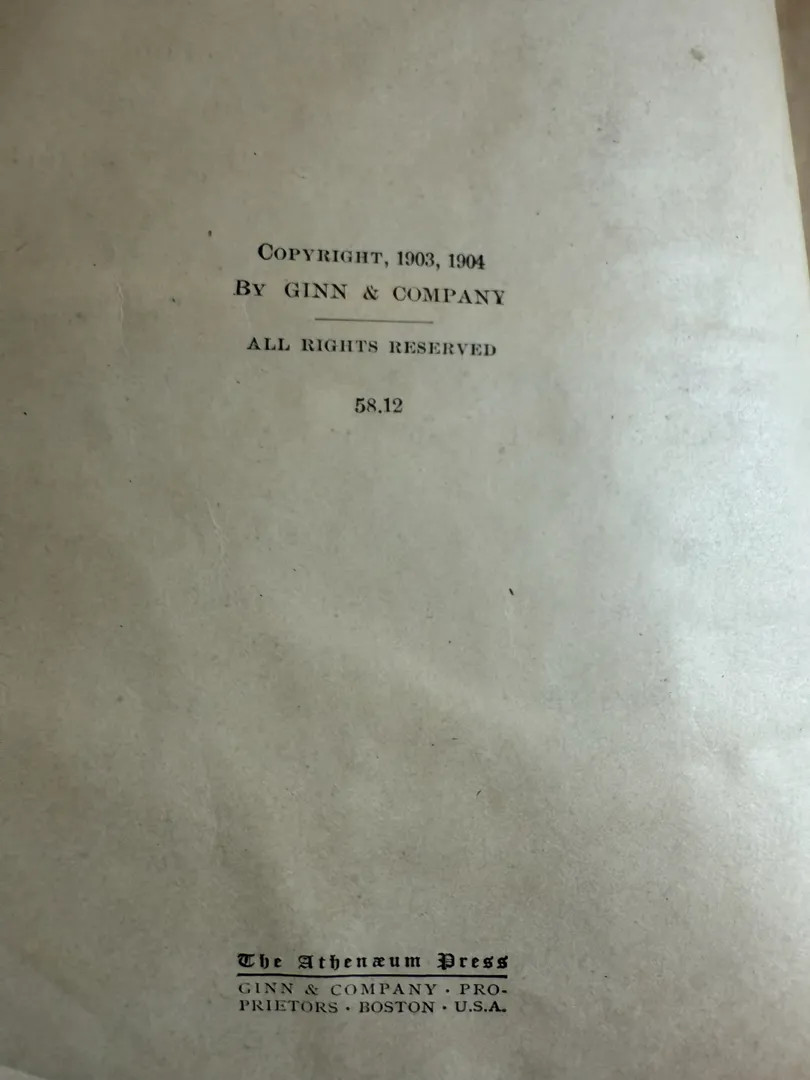 COPYRIGHT, 1903, 1904
BY GINN & COMPANY
ALL RIGHTS RESERVED
58.12
The Athenæum Press
GINN & COMPANY · PRO-
PRIETORS · BOSTON · U.S.A.